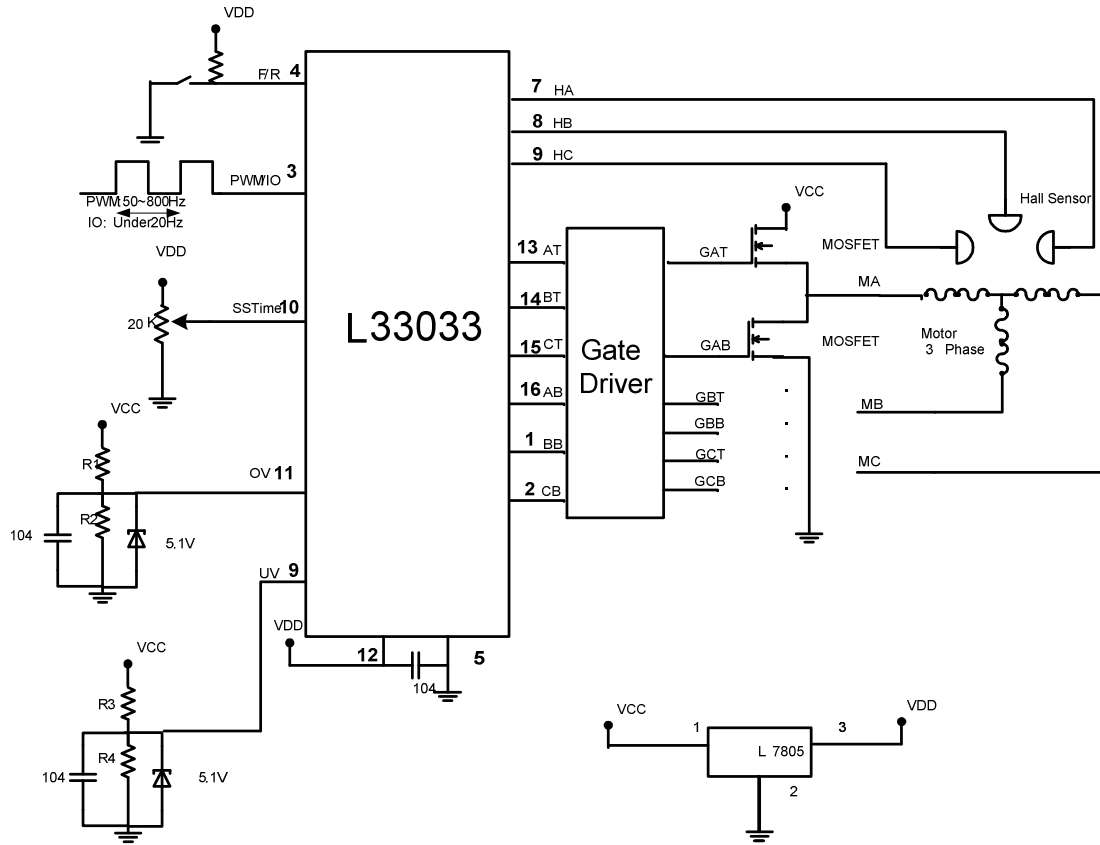 VDD
F/R 4
PWM/IO 3
PWM:50~800Hz
IO: Under20Hz
VDD
20 K
SSTime 10
VCC
R1
OV 11
R2
104
5.1V
UV 9
VDD
12
5
104
VCC
R3
R4
104
5.1V
L33033
7 HA
8 HB
9 HC
13 AT
14 BT
15 CT
16 AB
1 BB
2 CB
Gate
Driver
GAT
GAB
GBT
GBB
GCT
GCB
VCC
MOSFET
MOSFET
Hall Sensor
MA
Motor
3 Phase
MB
MC
VCC
1
L 7805
3
VDD
2